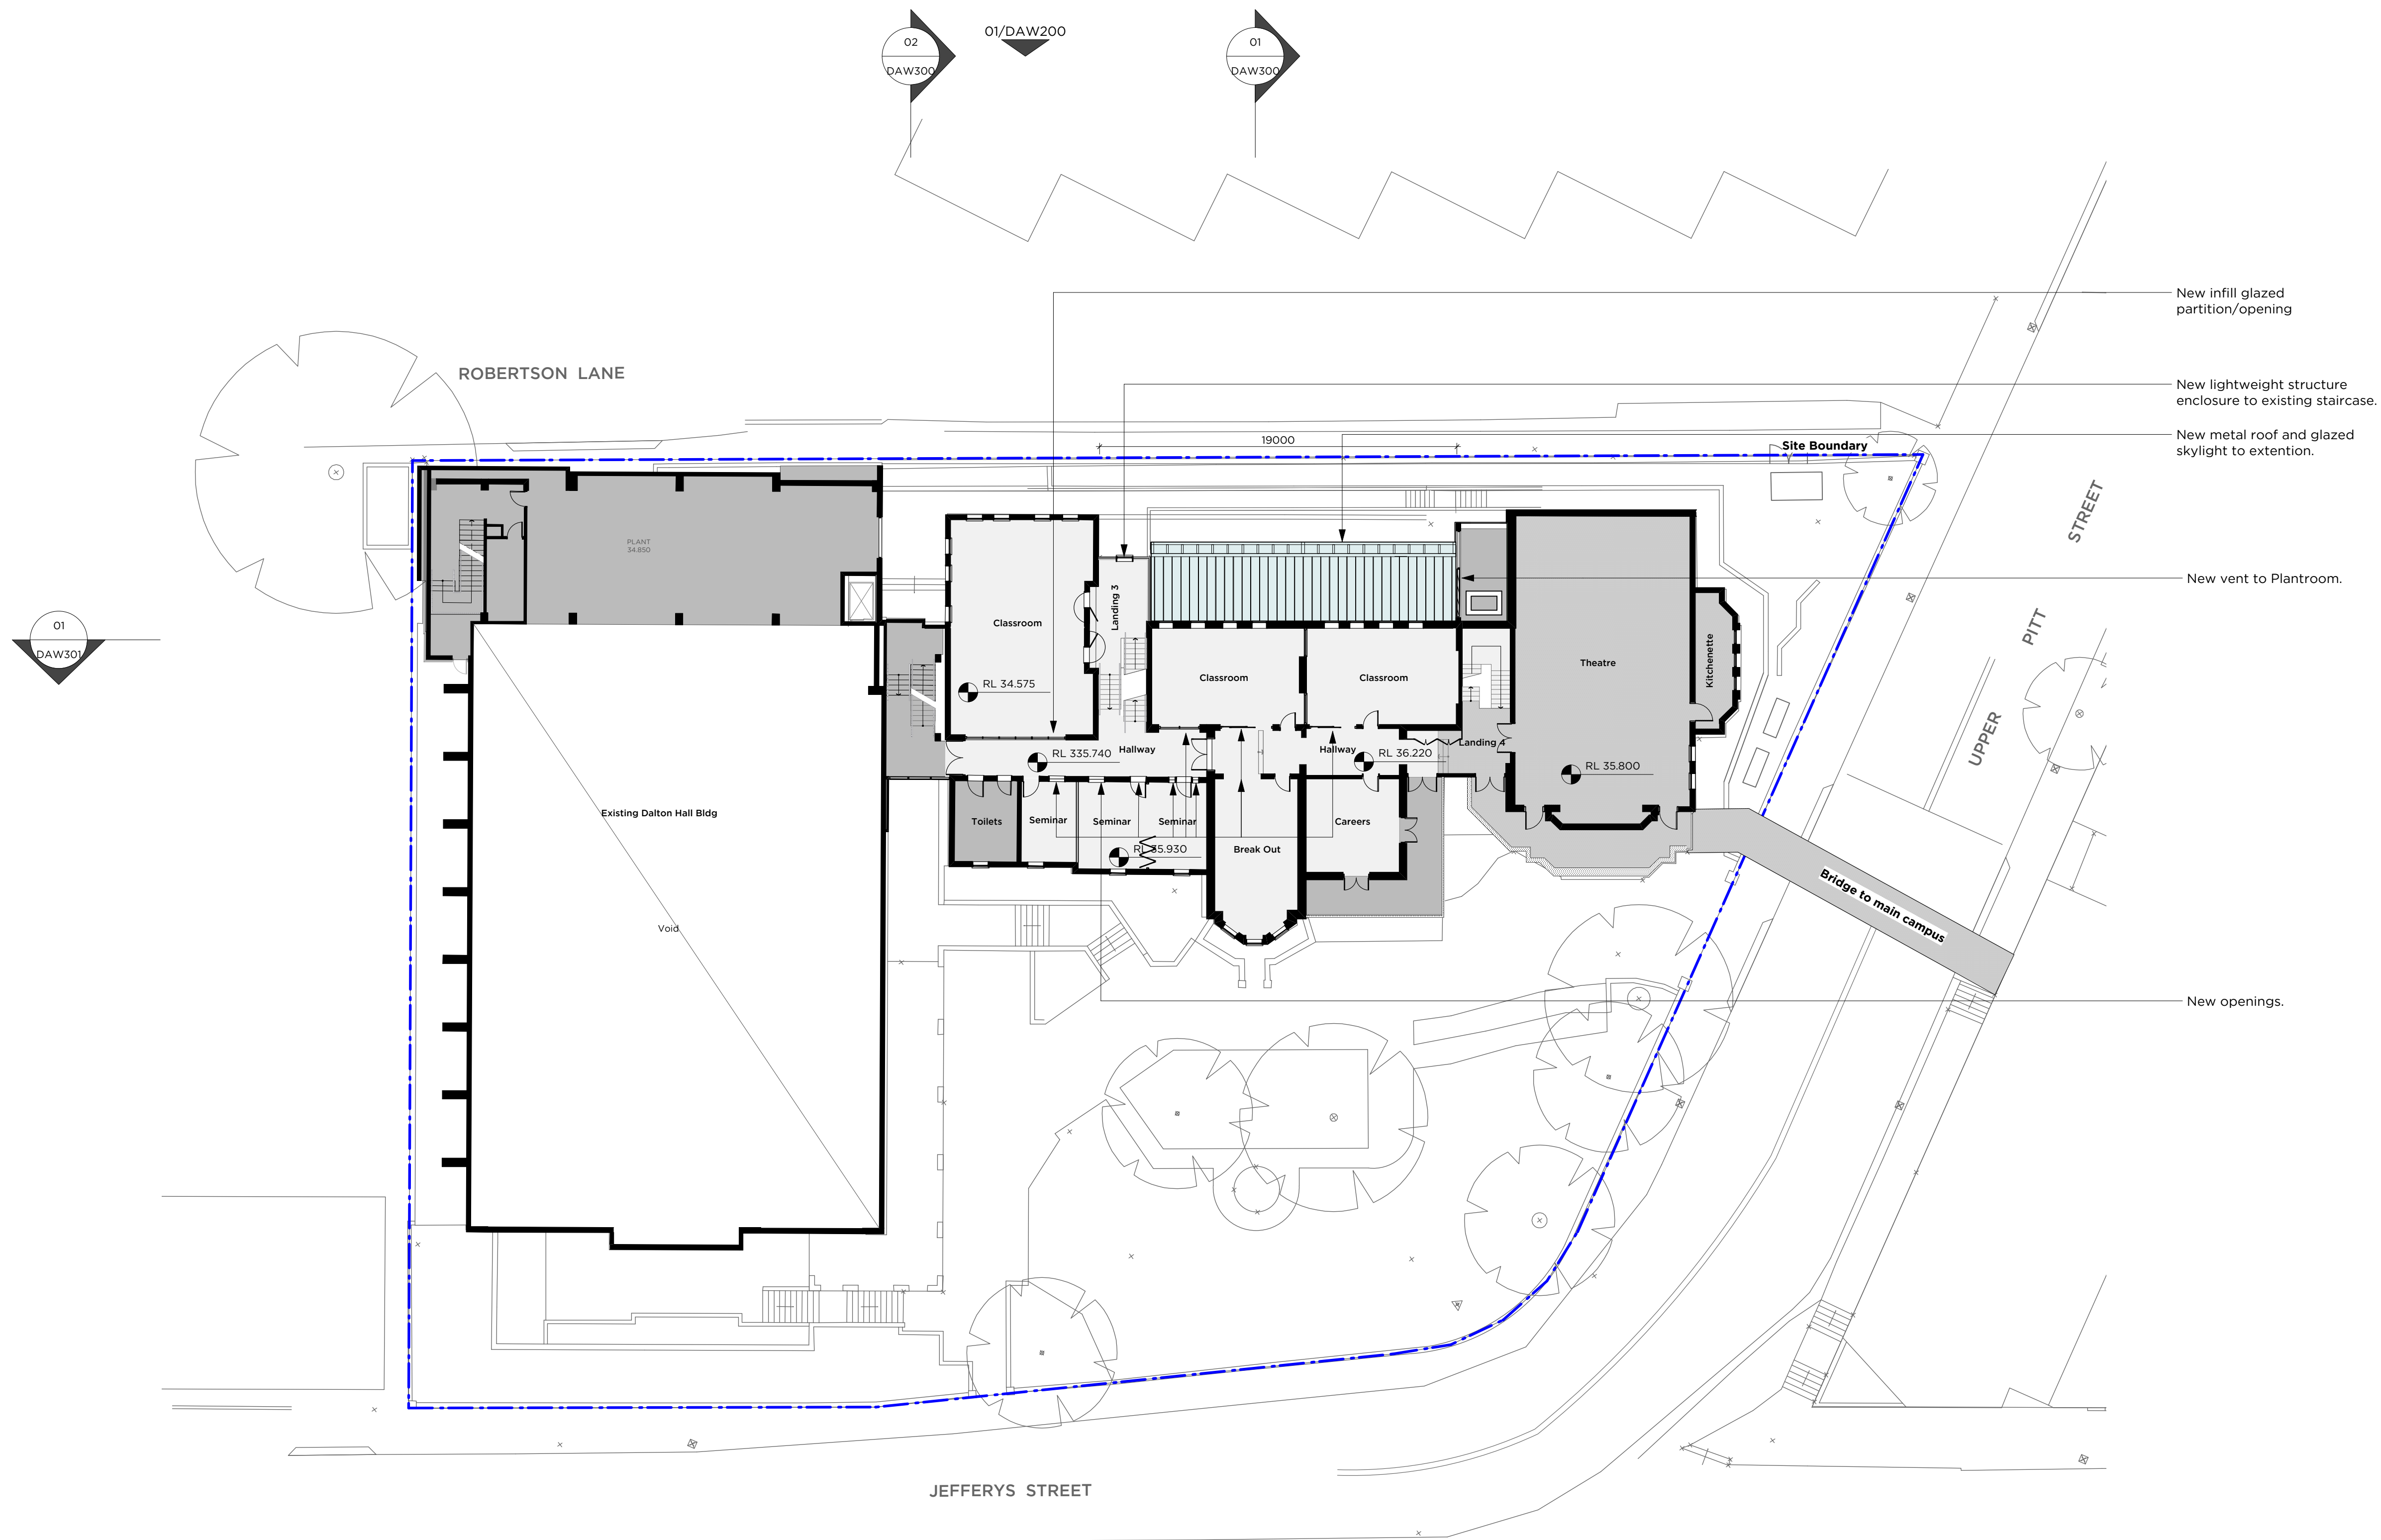 01/DAW200
02
DAW300
01
DAW300
New infill glazed
partition/opening
ROBERTSON LANE
New lightweight structure
enclosure to existing staircase.
19000
Site Boundary
New metal roof and glazed
skylight to extention.
STREET
PITT
UPPER
PLANT
34.850
New vent to Plantroom.
Landing 3
Classroom
01
DAW301
Theatre
Kitchenette
Classroom
Classroom
RL 34.575
Landing 4
Hallway
Hallway
RL 335.740
RL 36.220
RL 35.800
Existing Dalton Hall Bldg
Toilets
Seminar
Seminar
Seminar
Careers
RL 35.930
Break Out
Bridge to main campus
Void
New openings.
JEFFERYS STREET